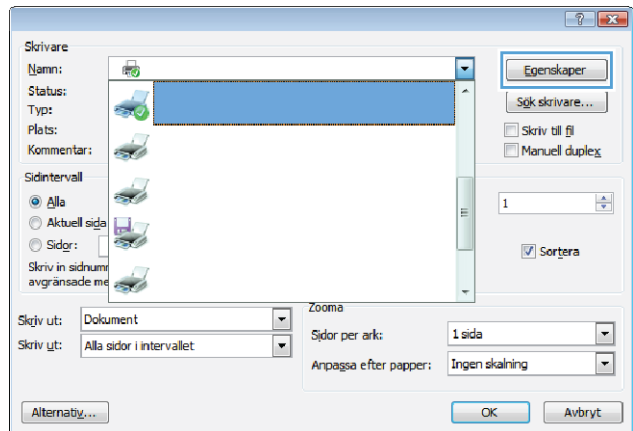 Skrivare
Namn:
Egenskaper
Status:
Sök skrivare...
Typ:
Plats:
Skriv till fil
Kommentar:
Manuell duplex
Sidintervall
Alla
1
Aktuell sida
Sidor:
Sortera
Skriv in sidnumr
avgränsade me
Zooma
Skriv ut: Dokument
Sidor per ark: 1 sida
Skriv ut: Alla sidor i intervallet
Anpassa efter papper: Ingen skalning
Alternativ...
OK
Avbryt